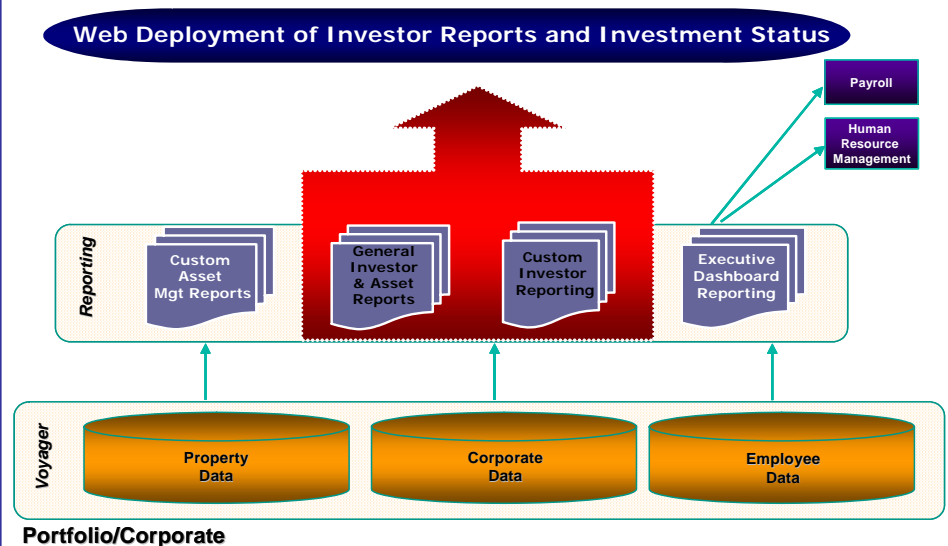 Web Deployment of Investor Reports and Investment Status
Payroll
Human
Resource
Management
Reporting
Custom
Asset
Mgt Reports
General
Investor
& Asset
Reports
Custom
Investor
Reporting
Executive
Dashboard
Reporting
Voyager
Property
Data
Corporate
Data
Employee
Data
Portfolio/Corporate